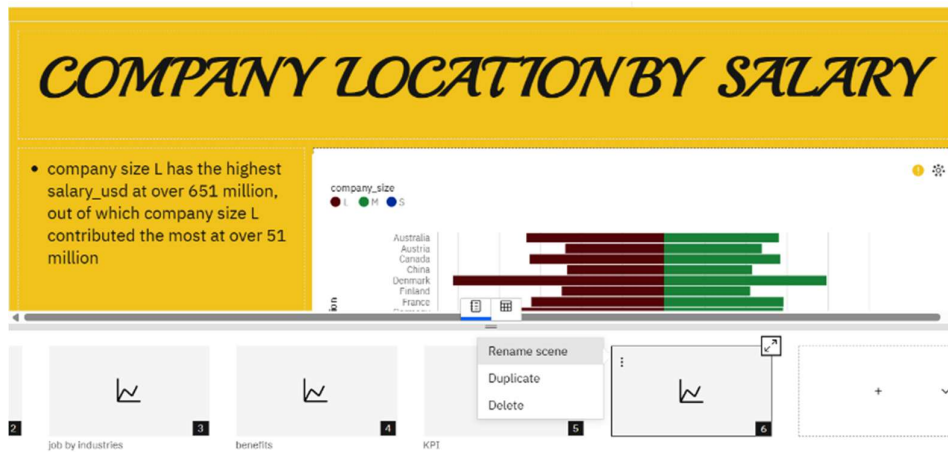 COMPANY LOCATION BY SALARY
• company size L has the highest
salary_usd at over 651 million,
out of which company size L
contributed the most at over 51
million
company_size
L M S
Australia
Austria
Canada
China
Denmark
Finland
France
Rename scene
Duplicate
Delete
2
3
4
5
6
job by industries
benefits
KPI